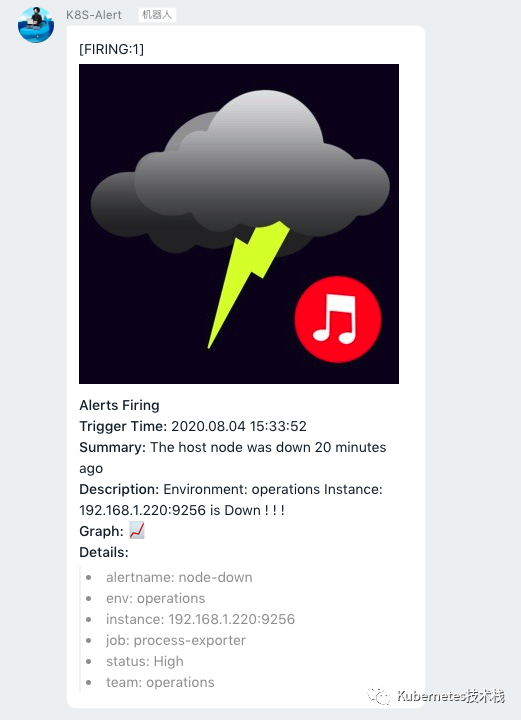 K8S-Alert 机器人
[FIRING:1]
Alerts Firing
Trigger Time: 2020.08.04 15:33:52
Summary: The host node was down 20 minutes
ago
Description: Environment: operations Instance:
192.168.1.220:9256 is Down ! ! !
Graph: 📈
Details:
• alertname: node-down
• env: operations
• instance: 192.168.1.220:9256
• job: process-exporter
• status: High
• team: operations
Kubernetes技术栈